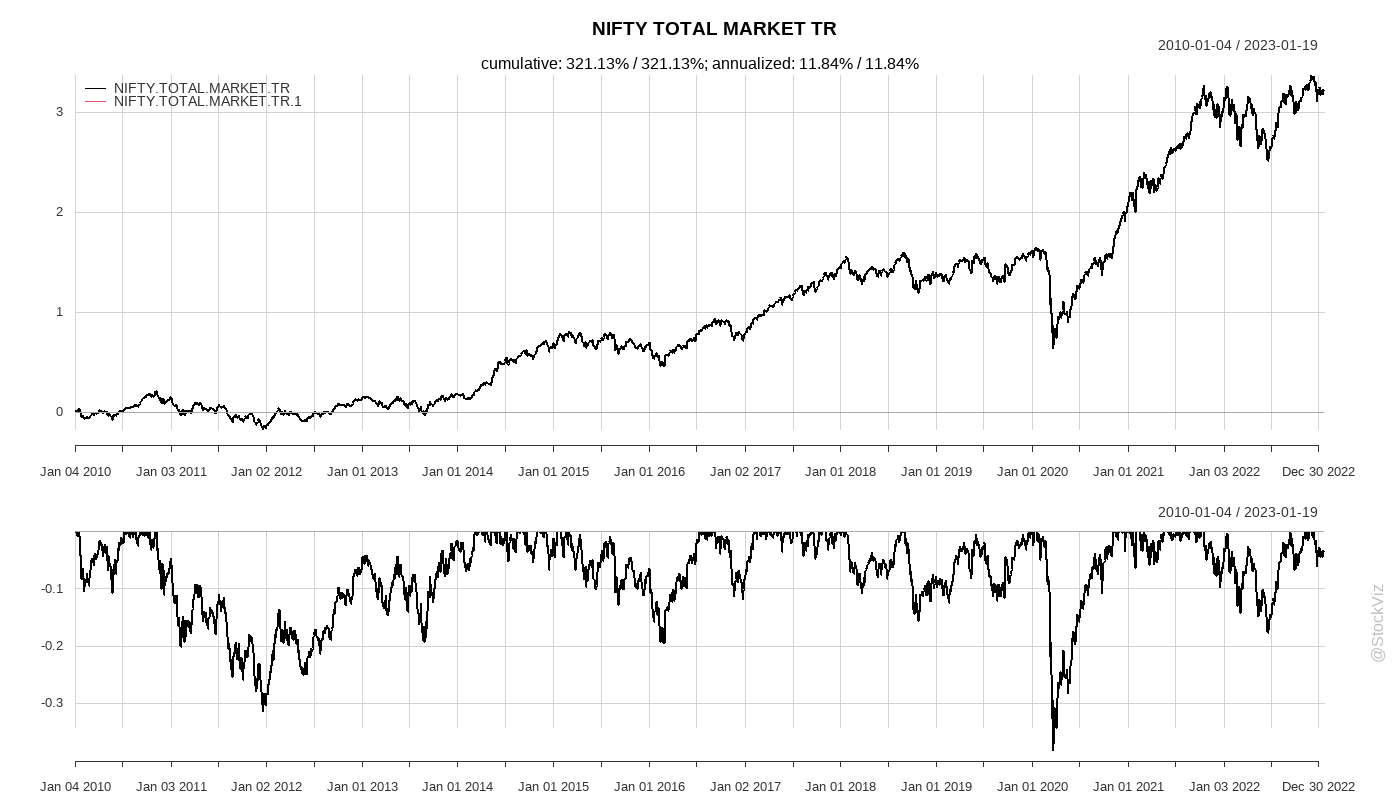 NIFTY TOTAL MARKET TR
2010-01-04 / 2023-01-19
cumulative: 321.13% / 321.13%; annualized: 11.84% / 11.84%
NIFTY.TOTAL.MARKET.TR
NIFTY.TOTAL.MARKET.TR.1
3
2
1
0
Jan 04 2010 Jan 03 2011 Jan 02 2012 Jan 01 2013 Jan 01 2014 Jan 01 2015 Jan 01 2016 Jan 02 2017 Jan 01 2018 Jan 01 2019 Jan 01 2020 Jan 01 2021 Jan 03 2022 Dec 30 2022
2010-01-04 / 2023-01-19
-0.1
-0.2
-0.3
Jan 04 2010 Jan 03 2011 Jan 02 2012 Jan 01 2013 Jan 01 2014 Jan 01 2015 Jan 01 2016 Jan 02 2017 Jan 01 2018 Jan 01 2019 Jan 01 2020 Jan 01 2021 Jan 03 2022 Dec 30 2022
@StockViz